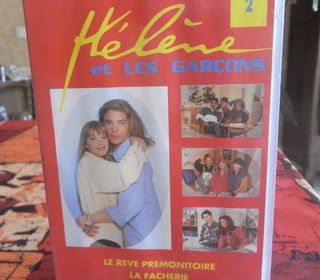 2
Hélène
et LES GARÇONS
LE REVE PREMONITOIRE
LA FACHERIE